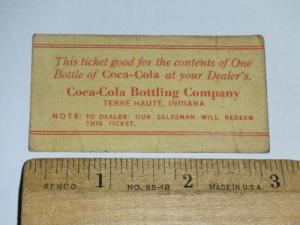 This ticket good for the contents of One
Bottle of Coca-Cola at your Dealer's.
Coca-Cola Bottling Company
TERRE HAUTE, INDIANA
NOTE: TO DEALER: OUR SALESMAN WILL REDEEM
THIS TICKET.
1 2 3
SENCO NO. 65-18 MADE IN U.S.A.